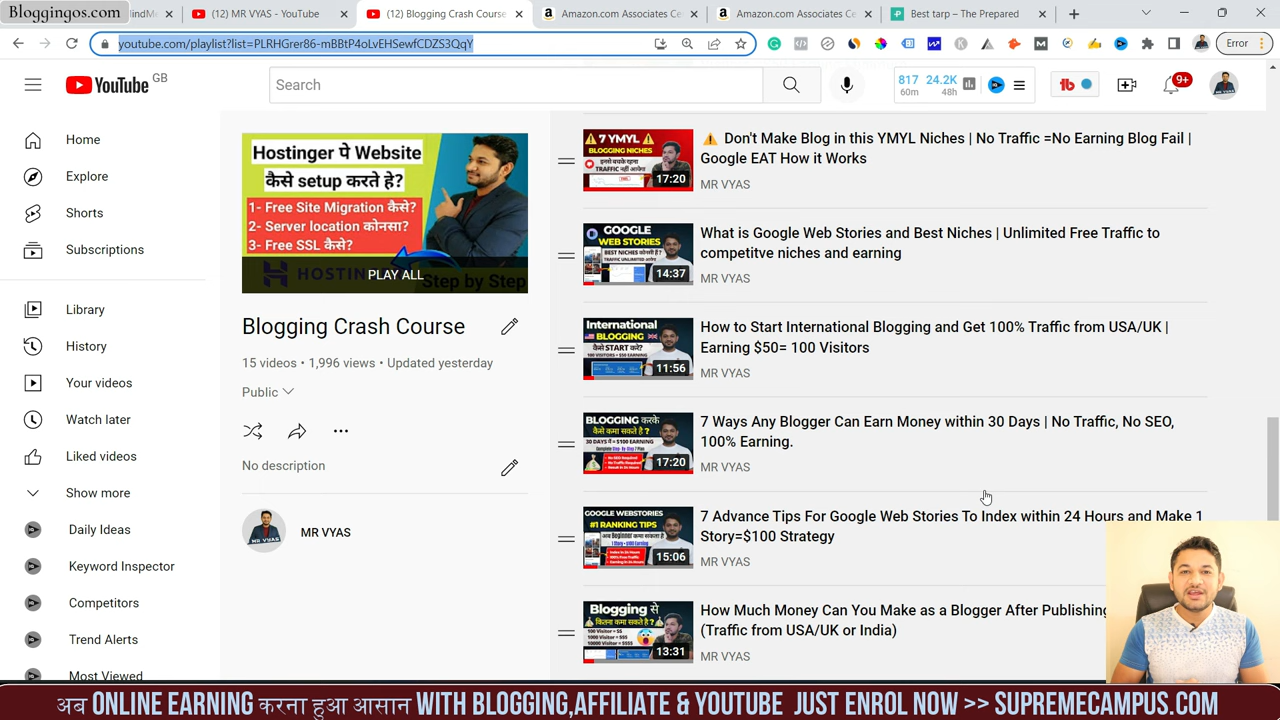 Bloggingos.com
(12) MR VYAS - YouTube
(12) Blogging Crash Course
Amazon.com Associates Cen
Amazon.com Associates Ce
Best tarp – The Prepared
youtube.com/playlist?list=PLRHGrer86-mBBtP4oLvEHSewfCDZS3QqY
Error
YouTube GB
Search
817 24.2K
60m 48h
9+
Home
Explore
Shorts
Subscriptions
Library
History
Your videos
Watch later
Liked videos
Show more
Daily Ideas
Keyword Inspector
Competitors
Trend Alerts
Most Viewed
Hostinger पे Website
कैसे setup करते हे?
1- Free Site Migration कैसे?
2- Server location कोनसा?
3- Free SSL कैसे?
PLAY ALL
Step by Step
Blogging Crash Course
15 videos • 1,996 views • Updated yesterday
Public
No description
MR VYAS
7 YMYL
BLOGGING NICHES
17:20
⚠ Don't Make Blog in this YMYL Niches | No Traffic =No Earning Blog Fail |
Google EAT How it Works
MR VYAS
GOOGLE
WEB STORIES
14:37
What is Google Web Stories and Best Niches | Unlimited Free Traffic to
competitve niches and earning
MR VYAS
International
BLOGGING
कैसे START करे?
11:56
How to Start International Blogging and Get 100% Traffic from USA/UK |
Earning $50= 100 Visitors
MR VYAS
BLOGGING करके
कैसे कमा सकते है ?
17:20
7 Ways Any Blogger Can Earn Money within 30 Days | No Traffic, No SEO,
100% Earning.
MR VYAS
GOOGLE WEBSTORIES
#1 RANKING TIPS
15:06
7 Advance Tips For Google Web Stories To Index within 24 Hours and Make 1
Story=$100 Strategy
MR VYAS
Blogging से
कितना कमा सकते है ?
13:31
How Much Money Can You Make as a Blogger After Publishing
(Traffic from USA/UK or India)
MR VYAS
अब ONLINE EARNING करना हुआ आसान WITH BLOGGING,AFFILIATE & YOUTUBE JUST ENROL NOW >> SUPREMECAMPUS.COM